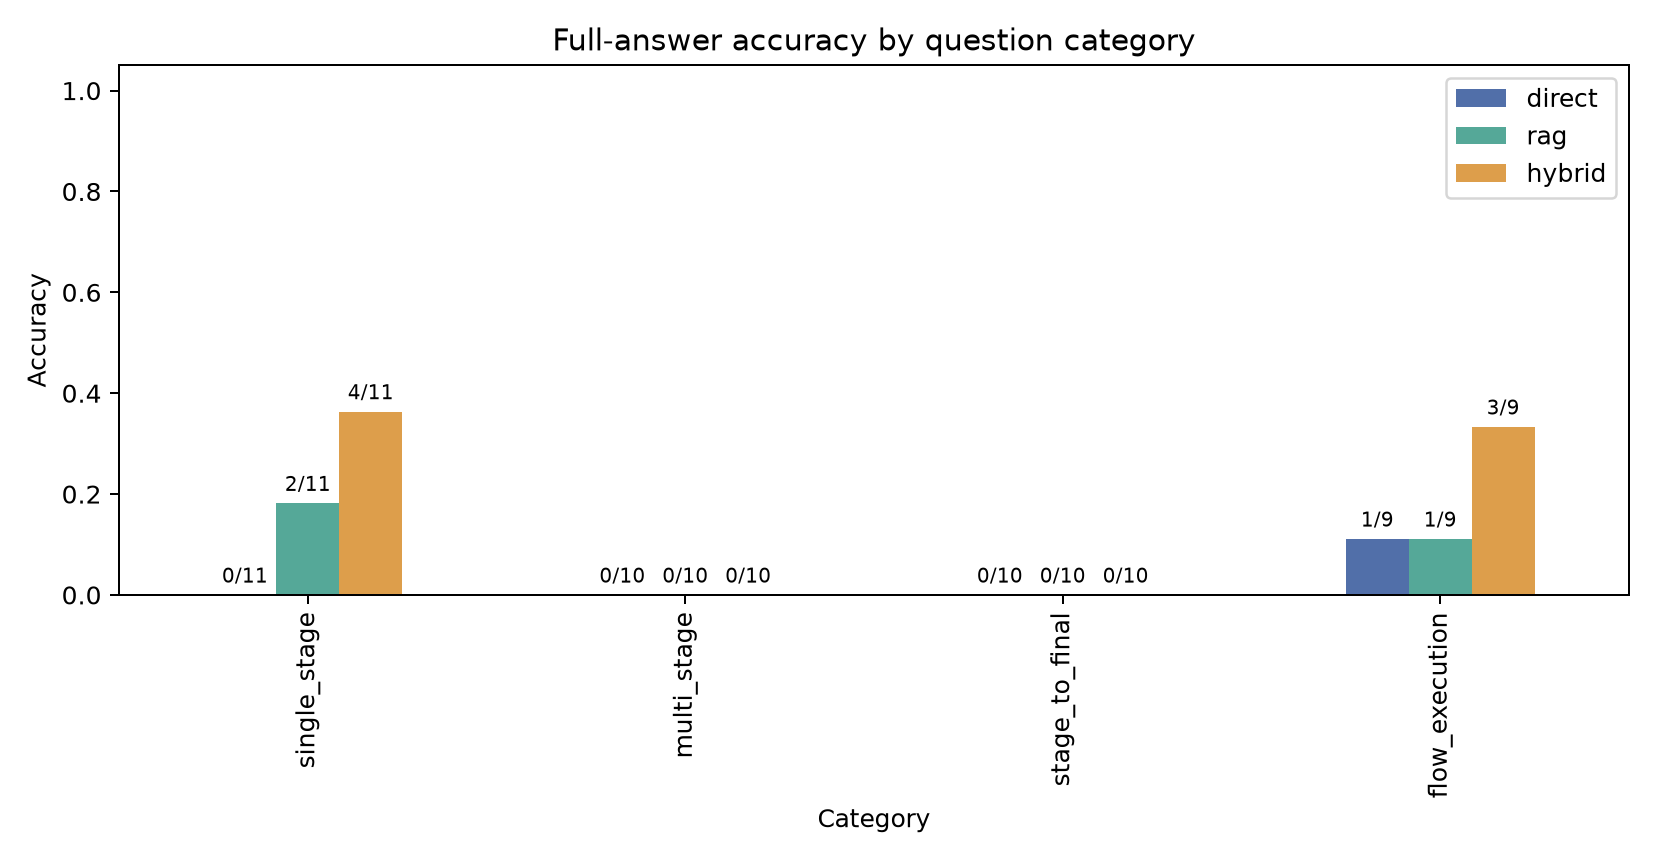 Full-answer accuracy by question category
direct
rag
hybrid
Accuracy
1.0
0.8
0.6
0.4
0.2
0.0
0/11
2/11
4/11
0/10
0/10
0/10
0/10
0/10
0/10
1/9
1/9
3/9
single_stage
multi_stage
stage_to_final
flow_execution
Category